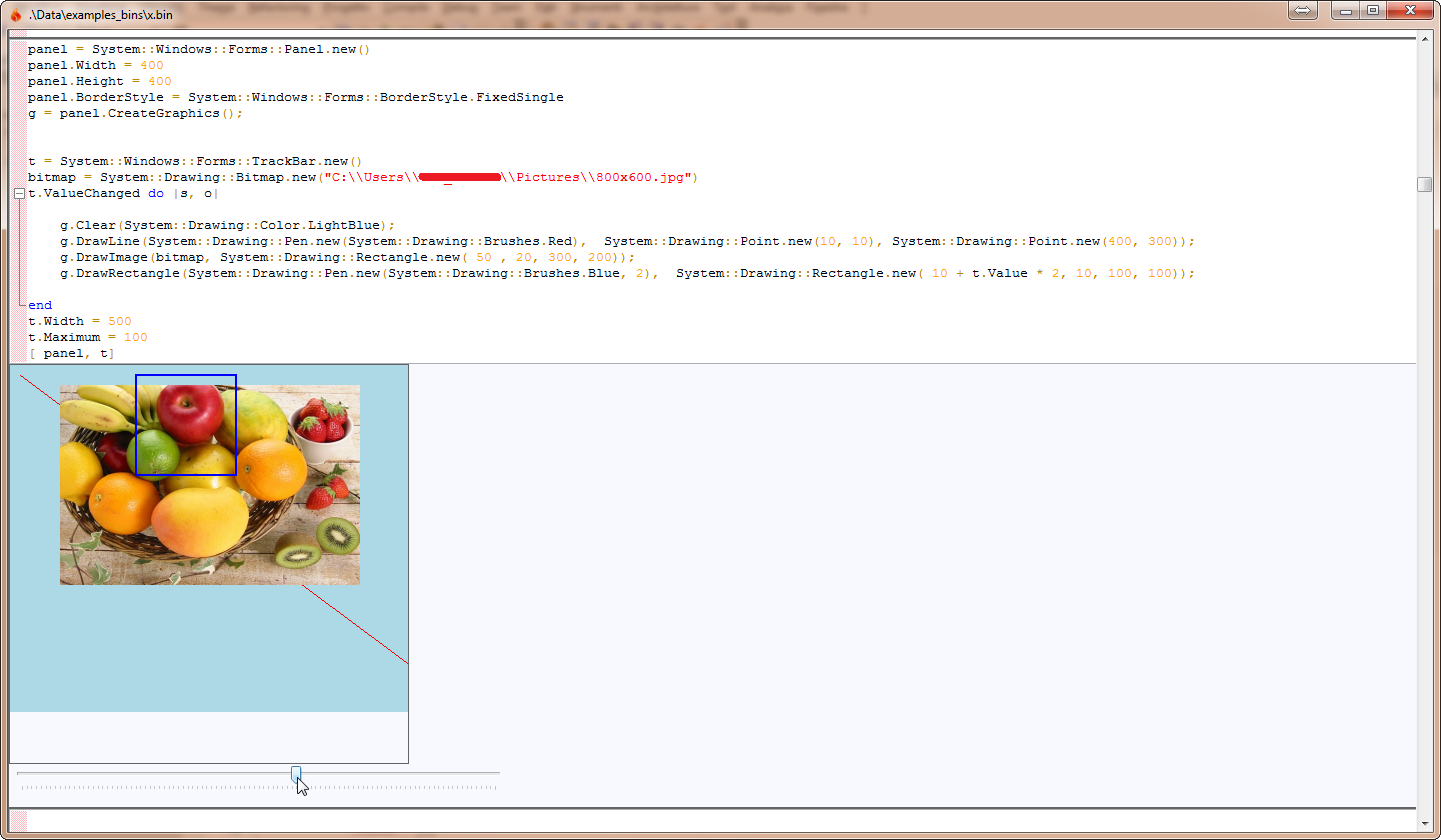 .\Data\examples_bins\x.bin
panel = System::Windows::Forms::Panel.new()
panel.Width = 400
panel.Height = 400
panel.BorderStyle = System::Windows::Forms::BorderStyle.FixedSingle
g = panel.CreateGraphics();
t = System::Windows::Forms::TrackBar.new()
bitmap = System::Drawing::Bitmap.new("C:\\Users\\ \\Pictures\\800x600.jpg")
t.ValueChanged do |s, o|
g.Clear(System::Drawing::Color.LightBlue);
g.DrawLine(System::Drawing::Pen.new(System::Drawing::Brushes.Red),  System::Drawing::Point.new(10, 10), System::Drawing::Point.new(400, 300));
g.DrawImage(bitmap, System::Drawing::Rectangle.new( 50 , 20, 300, 200));
g.DrawRectangle(System::Drawing::Pen.new(System::Drawing::Brushes.Blue, 2),  System::Drawing::Rectangle.new( 10 + t.Value * 2, 10, 100, 100));
end
t.Width = 500
t.Maximum = 100
[ panel, t]